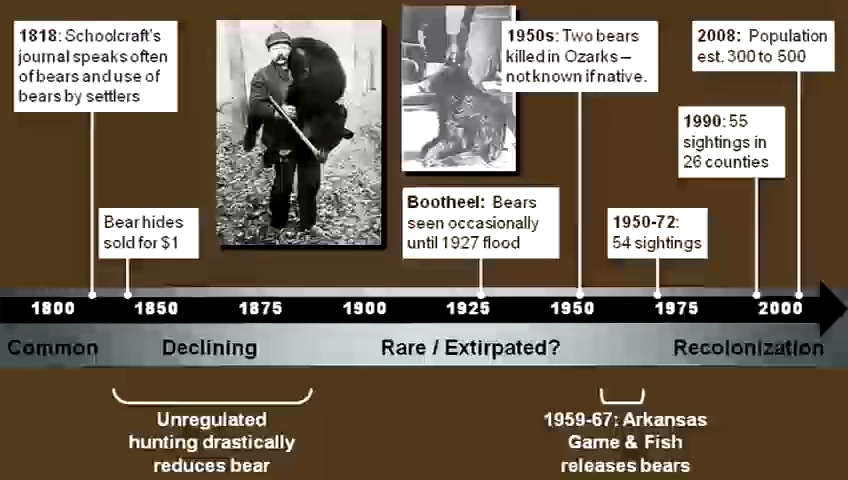 1818: Schoolcraft's
journal speaks often
of bears and use of
bears by settlers
1950s: Two bears
killed in Ozarks –
not known if native.
2008: Population
est. 300 to 500
1990: 55
sightings in
26 counties
Bear hides
sold for $1
Bootheel: Bears
seen occasionally
until 1927 flood
1950-72:
54 sightings
1800 1850 1875 1900 1925 1950 1975 2000
Common Declining Rare / Extirpated? Recolonization
Unregulated
hunting drastically
reduces bear
1959-67: Arkansas
Game & Fish
releases bears